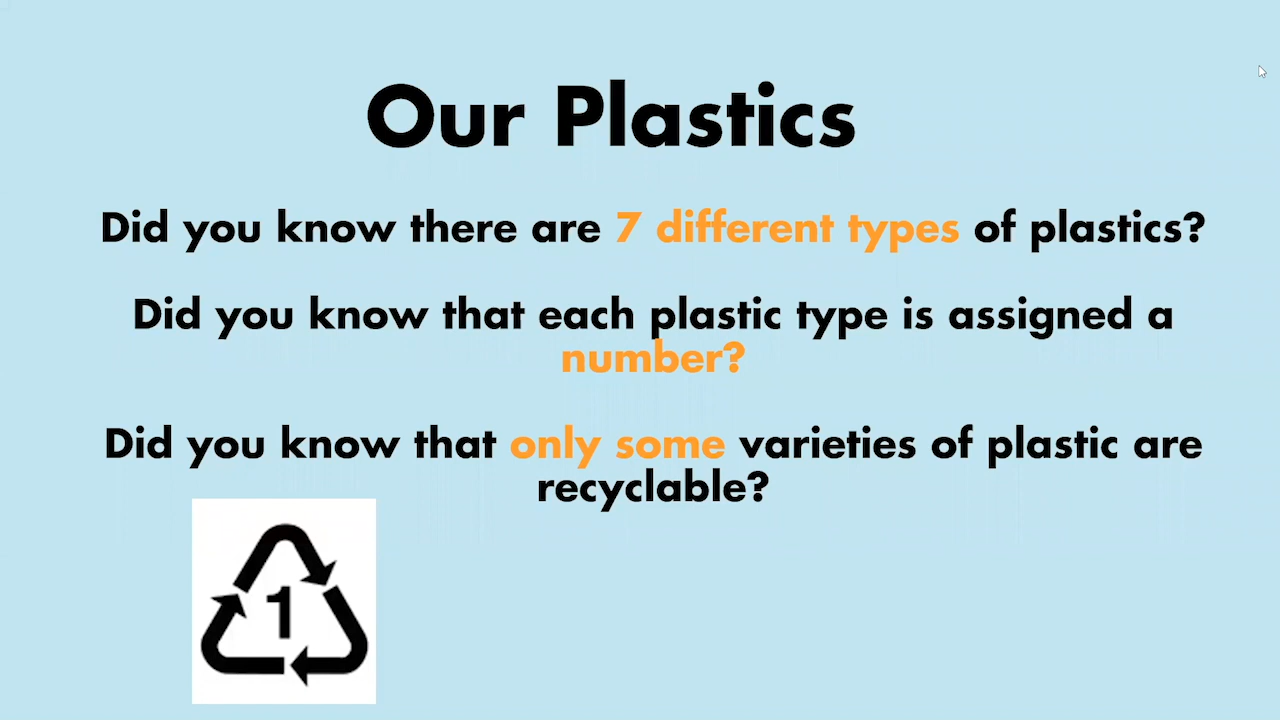 Our Plastics
Did you know there are 7 different types of plastics?
Did you know that each plastic type is assigned a
number?
Did you know that only some varieties of plastic are
recyclable?
1